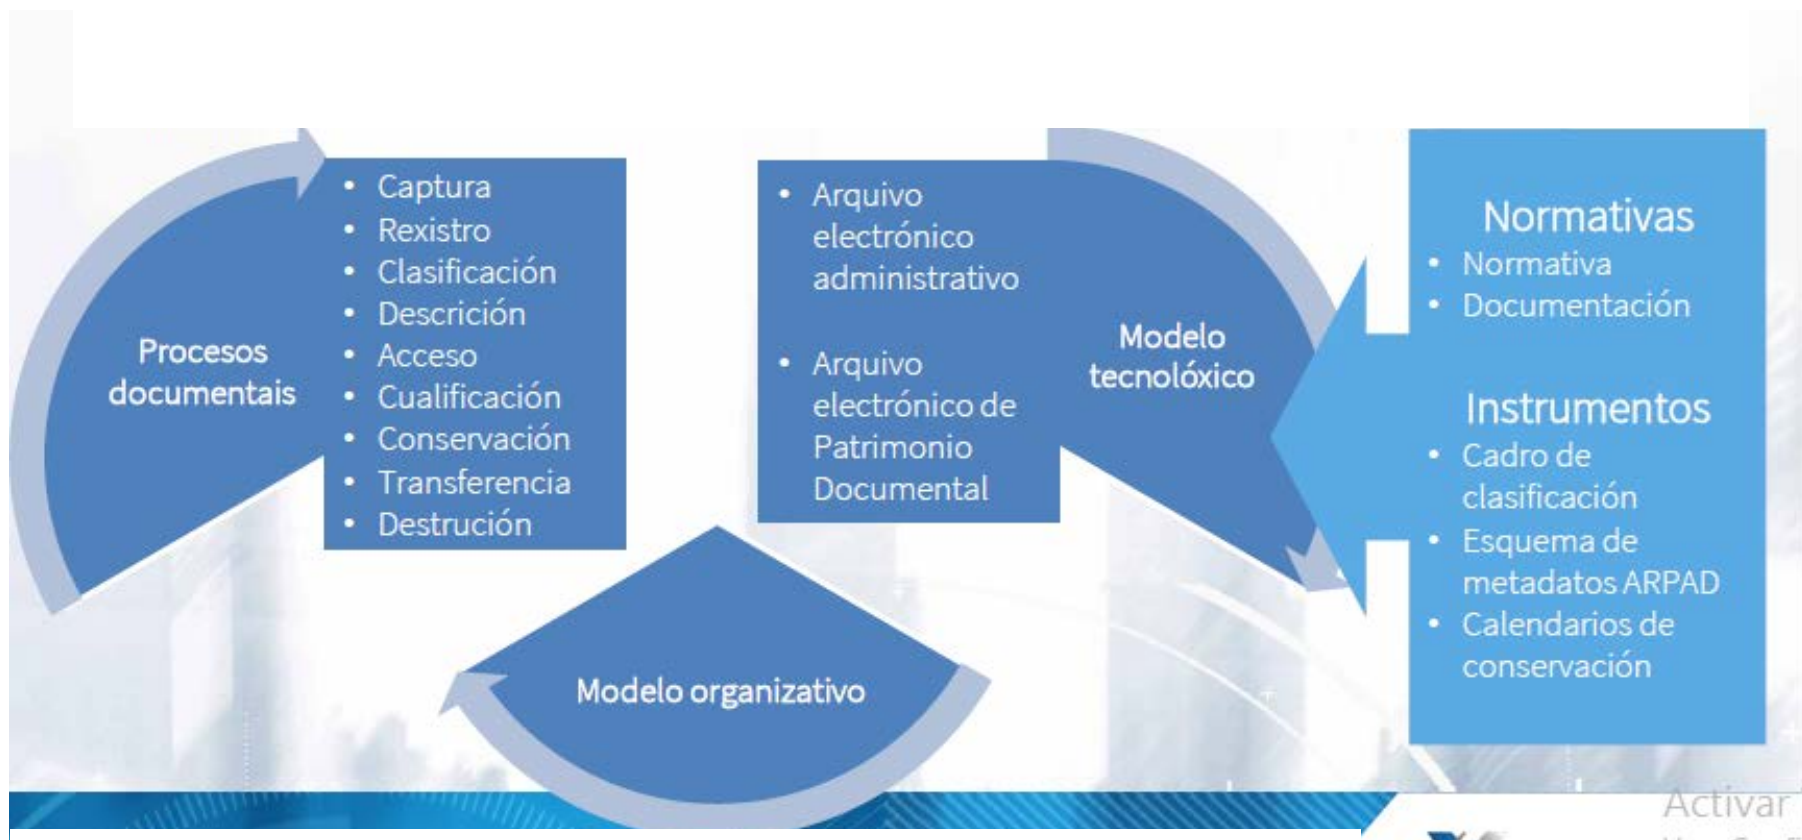 Procesos
documentais
• Captura
• Rexistro
• Clasificación
• Descrición
• Acceso
• Cualificación
• Conservación
• Transferencia
• Destrución
• Arquivo
electrónico
administrativo
• Arquivo
electrónico de
Patrimonio
Documental
Modelo
tecnolóxico
Modelo organizativo
Normativas
• Normativa
• Documentación
Instrumentos
• Cadro de
clasificación
• Esquema de
metadatos ARPAD
• Calendarios de
conservación
Activar